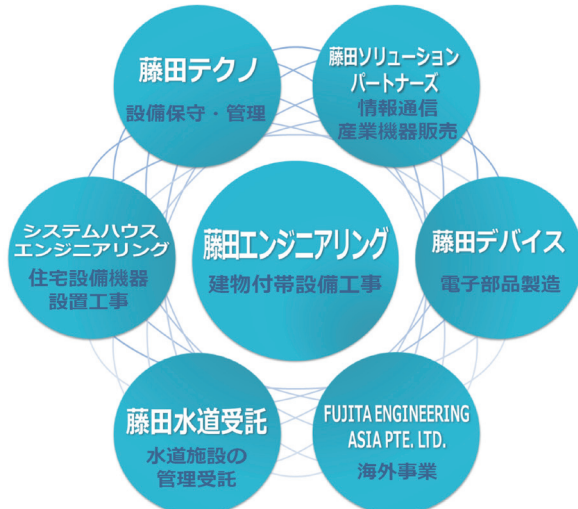 藤田テクノ
設備保守・管理
藤田ソリューション
パートナーズ
情報通信
産業機器販売
システムハウス
エンジニアリング
住宅設備機器
設置工事
藤田エンジニアリング
建物付帯設備工事
藤田デバイス
電子部品製造
藤田水道受託
水道施設の
管理受託
FUJITA ENGINEERING
ASIA PTE. LTD.
海外事業